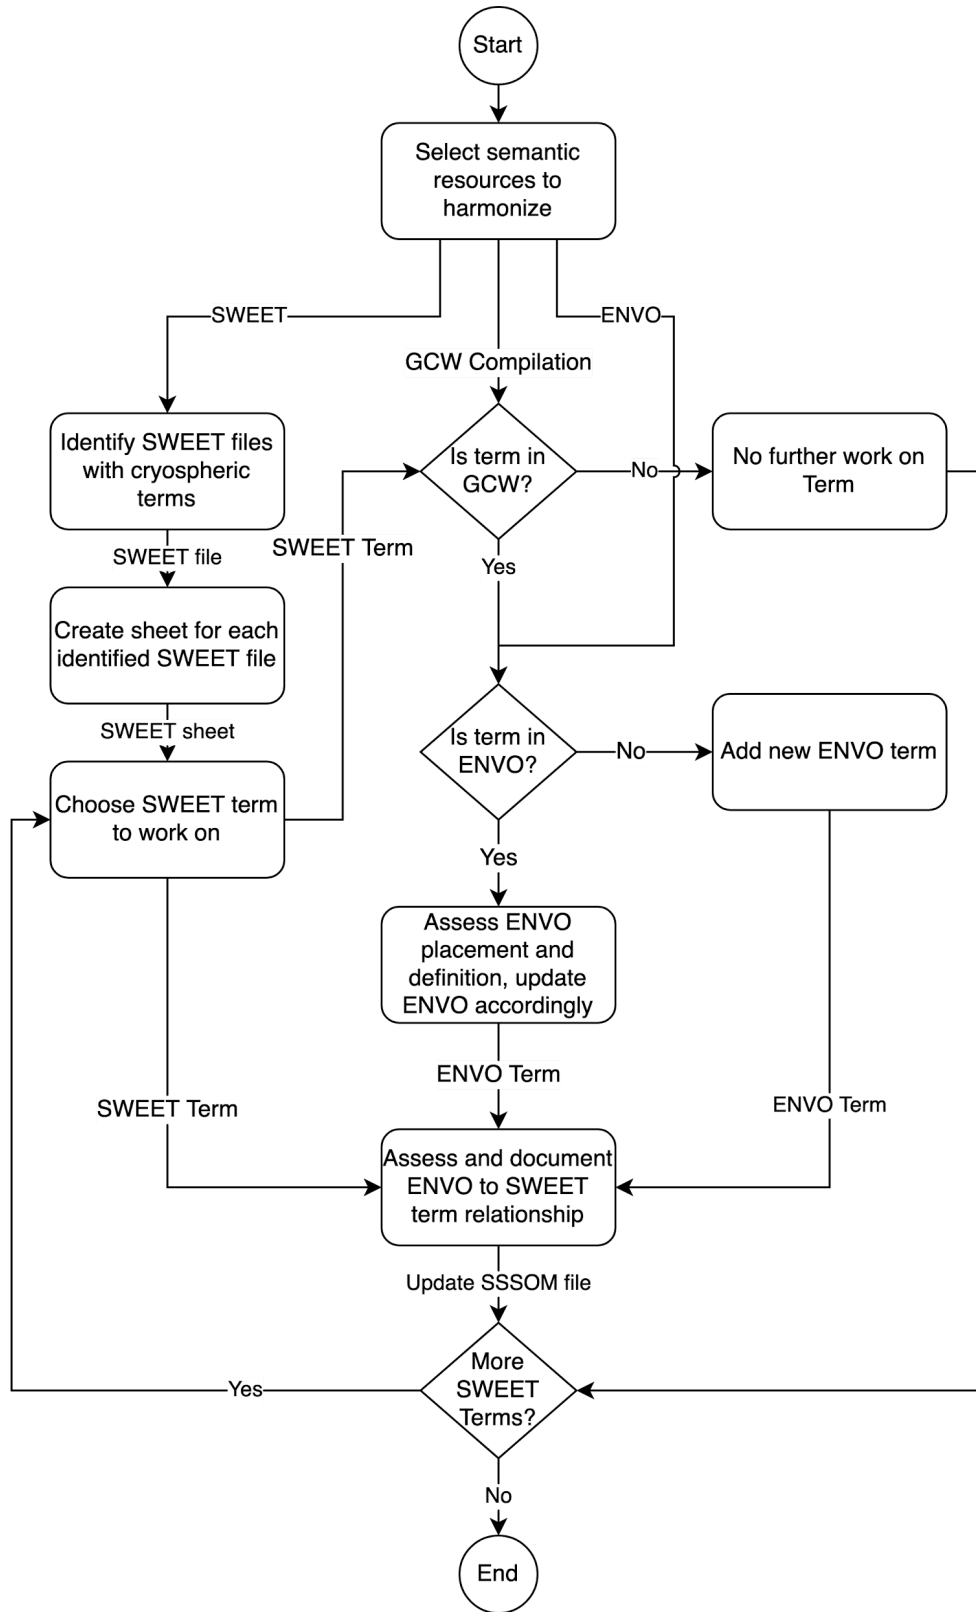 Start
Select semantic
resources to
harmonize
SWEET
ENVO
GCW Compilation
Identify SWEET files
with cryospheric
terms
Is term in
GCW?
No
No further work on
Term
SWEET Term
SWEET file
Yes
Create sheet for each
identified SWEET file
SWEET sheet
Is term in
ENVO?
No
Add new ENVO term
Choose SWEET term
to work on
Yes
Assess ENVO
placement and
definition, update
ENVO accordingly
ENVO Term
SWEET Term
ENVO Term
Assess and document
ENVO to SWEET
term relationship
Update SSSOM file
More
SWEET
Terms?
Yes
No
End